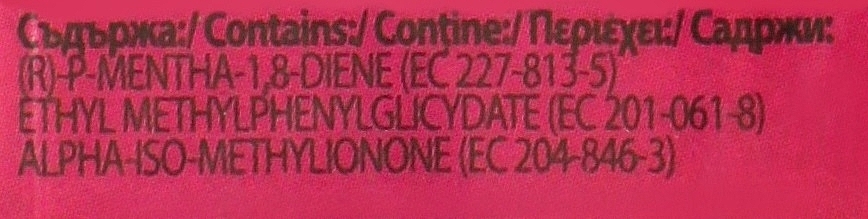 Съдържа:/ Contains:/ Conţine:/ Περιέχει:/ Садржи:
(R)-P-MENTHA-1,8-DIENE (EC 227-813-5)
ETHYL METHYLPHENYLGLICYDATE (EC 201-061-8)
ALPHA-ISO-METHYLIONONE (EC 204-846-3)